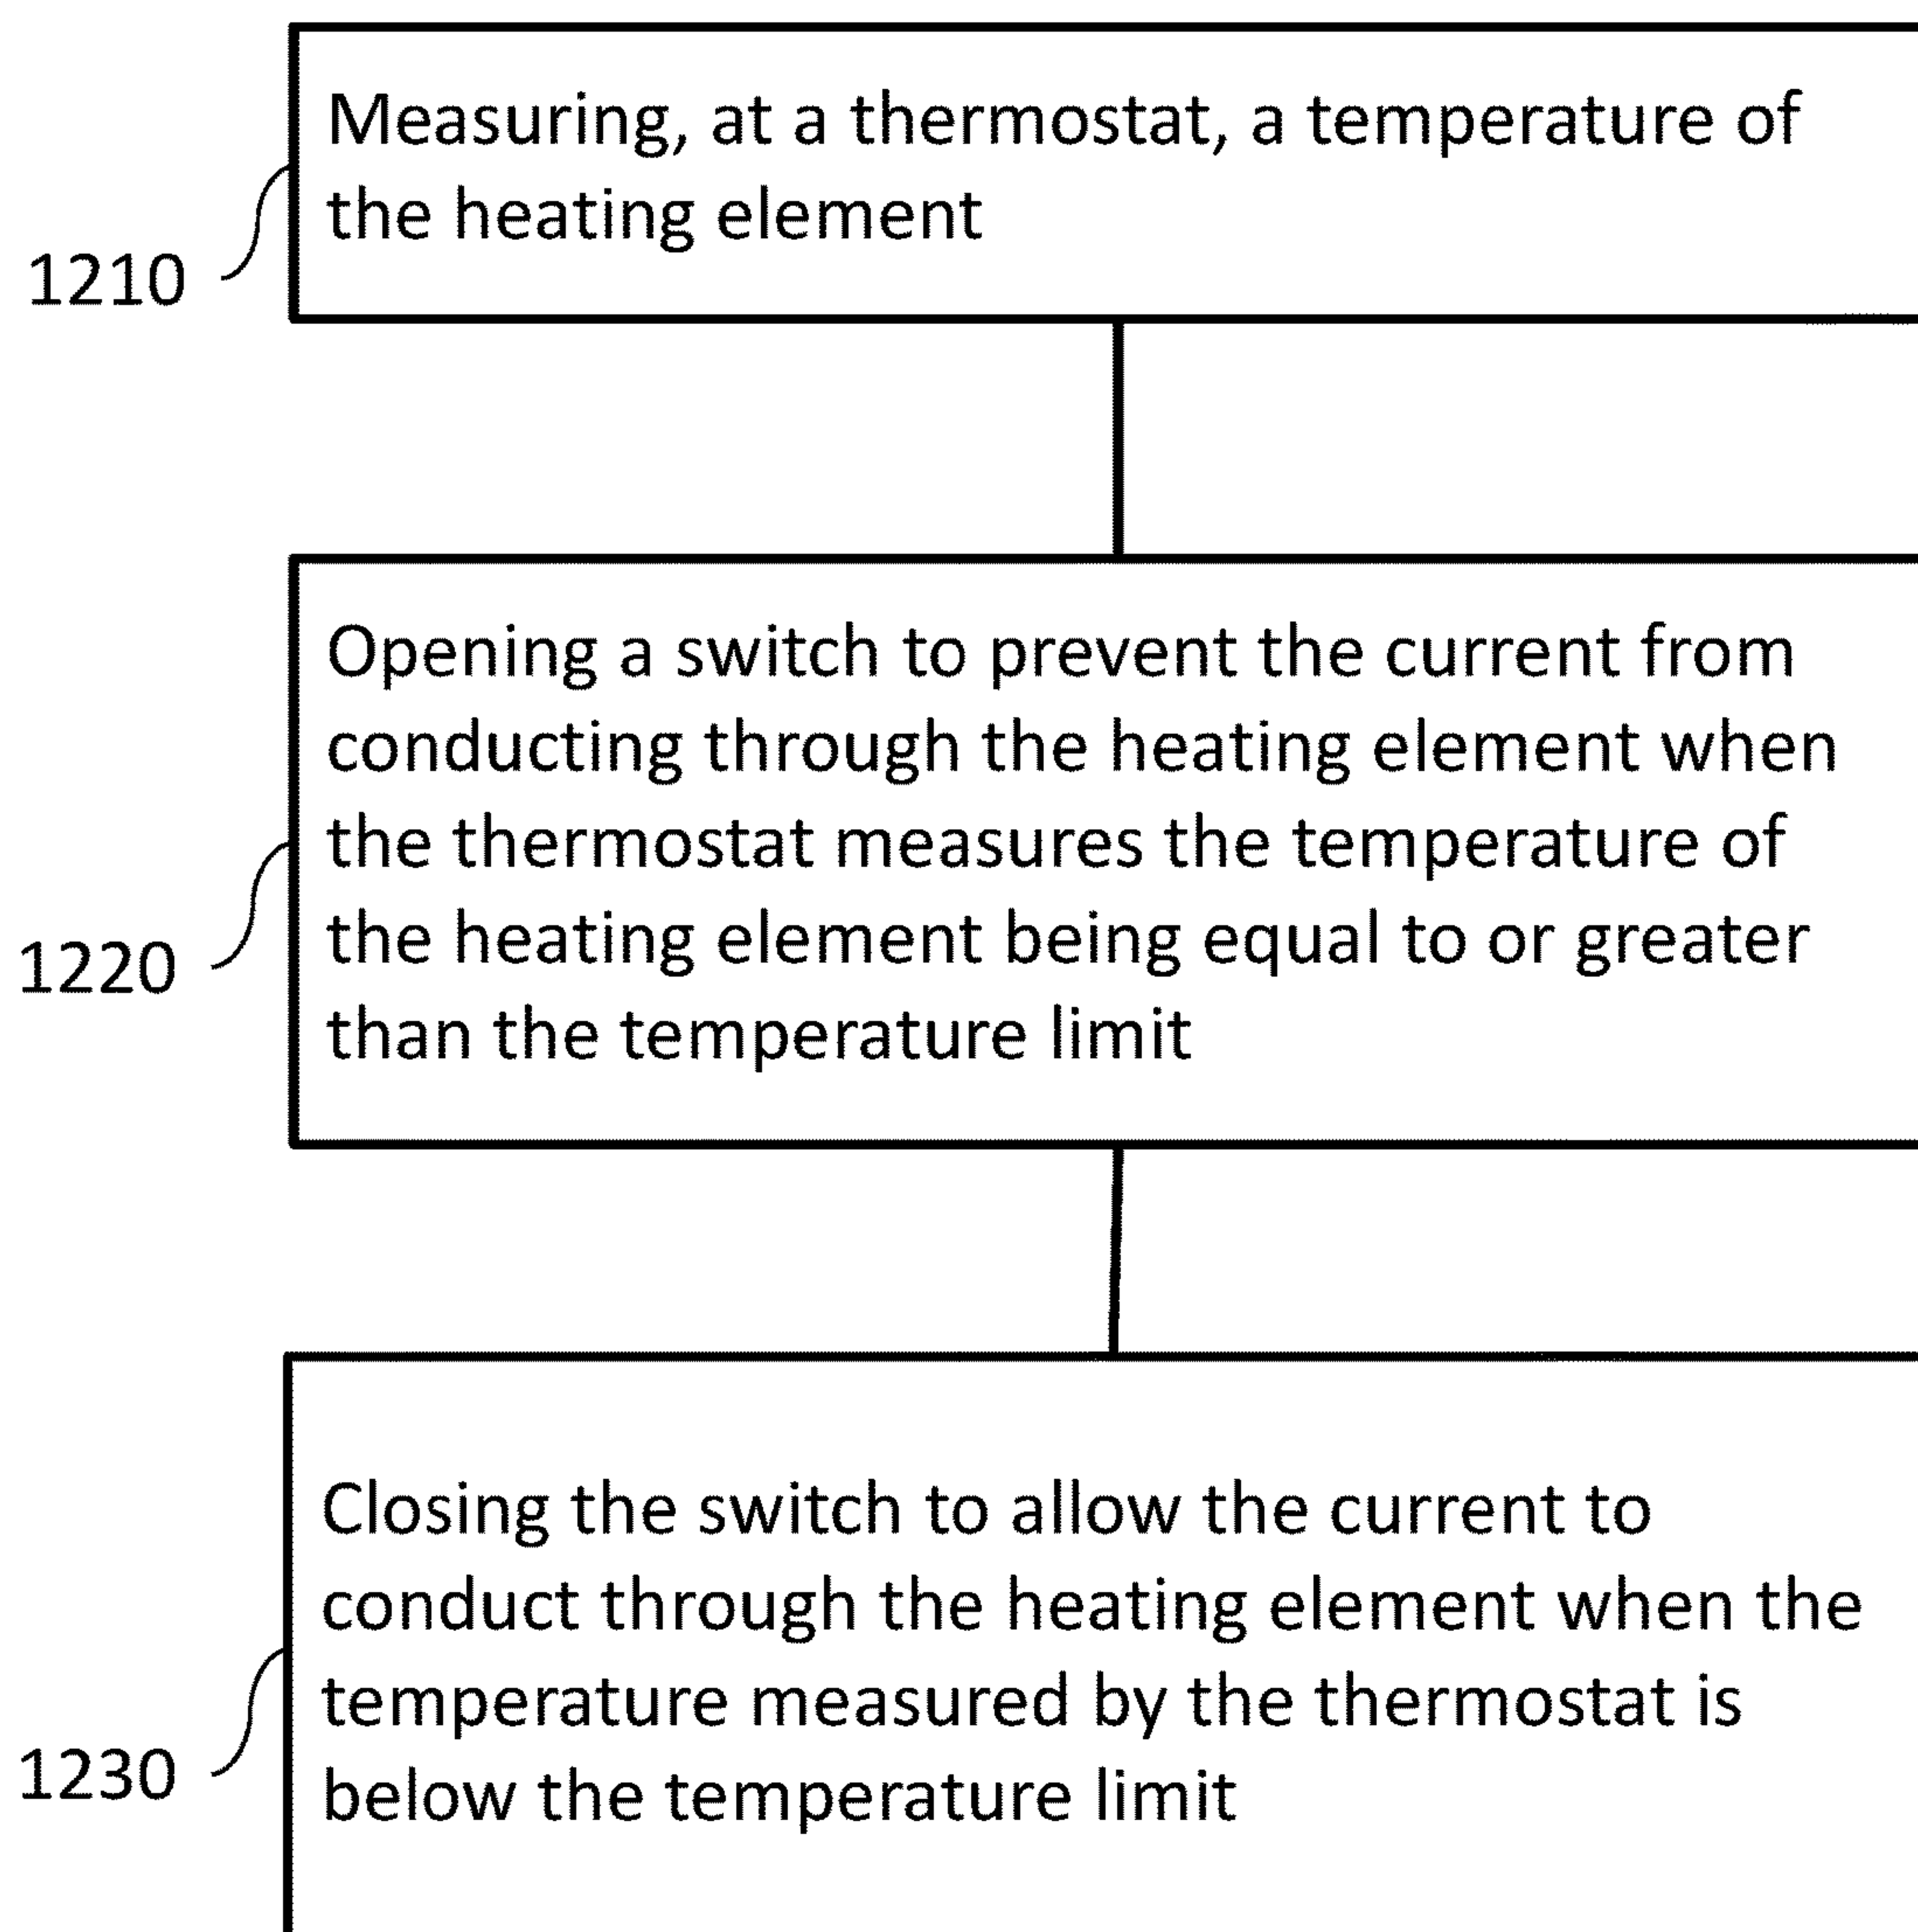 Measuring, at a thermostat, a temperature of
the heating element
1210
Opening a switch to prevent the current from
conducting through the heating element when
the thermostat measures the temperature of
the heating element being equal to or greater
than the temperature limit
1220
Closing the switch to allow the current to
conduct through the heating element when the
temperature measured by the thermostat is
below the temperature limit
1230